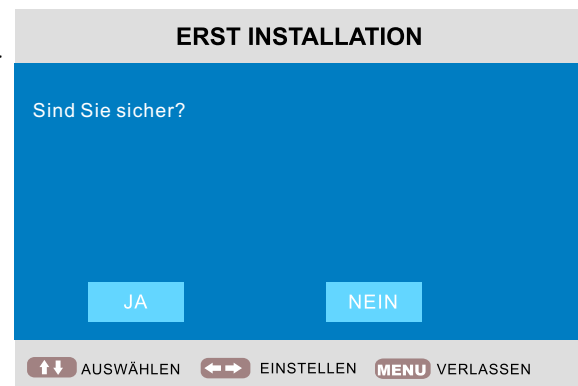 ERST INSTALLATION
Sind Sie sicher?
JA NEIN
AUSWÄHLEN EINSTELLEN MENU VERLASSEN